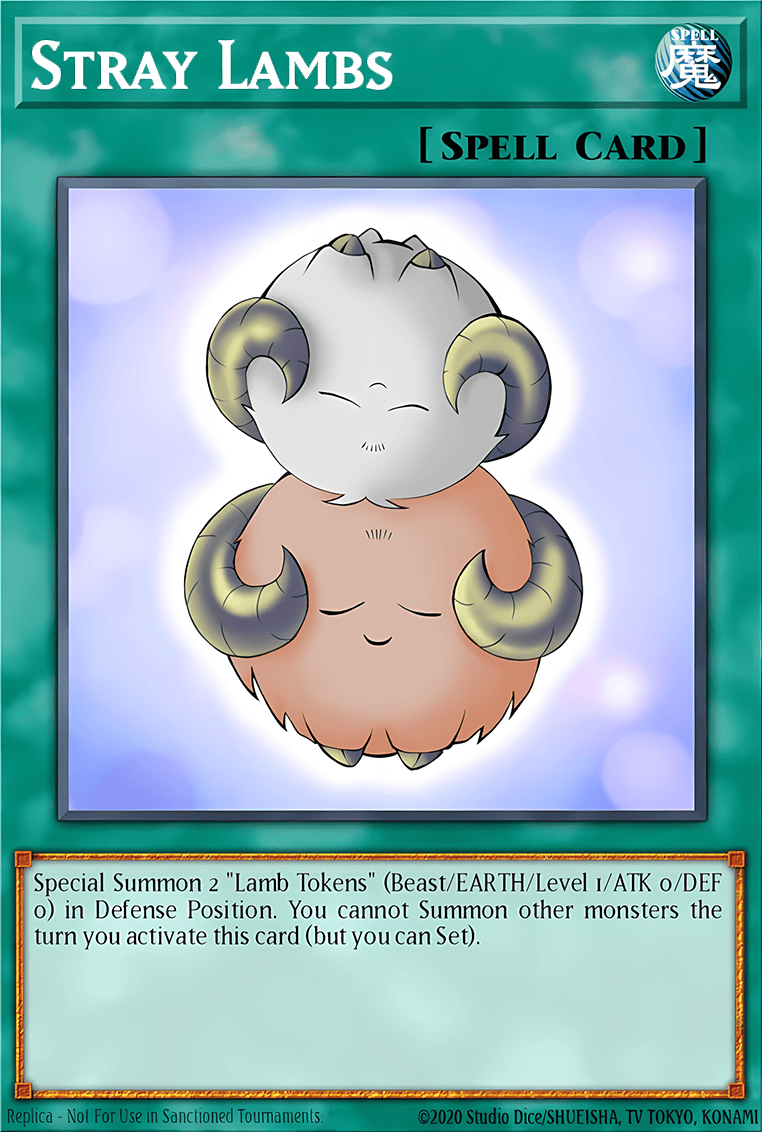 Stray Lambs
SPELL
魔
[ Spell Card ]
Special Summon 2 "Lamb Tokens" (Beast/EARTH/Level 1/ATK 0/DEF
0) in Defense Position. You cannot Summon other monsters the
turn you activate this card (but you can Set).
Replica - Not For Use in Sanctioned Tournaments.
©2020 Studio Dice/SHUEISHA, TV TOKYO, KONAMI